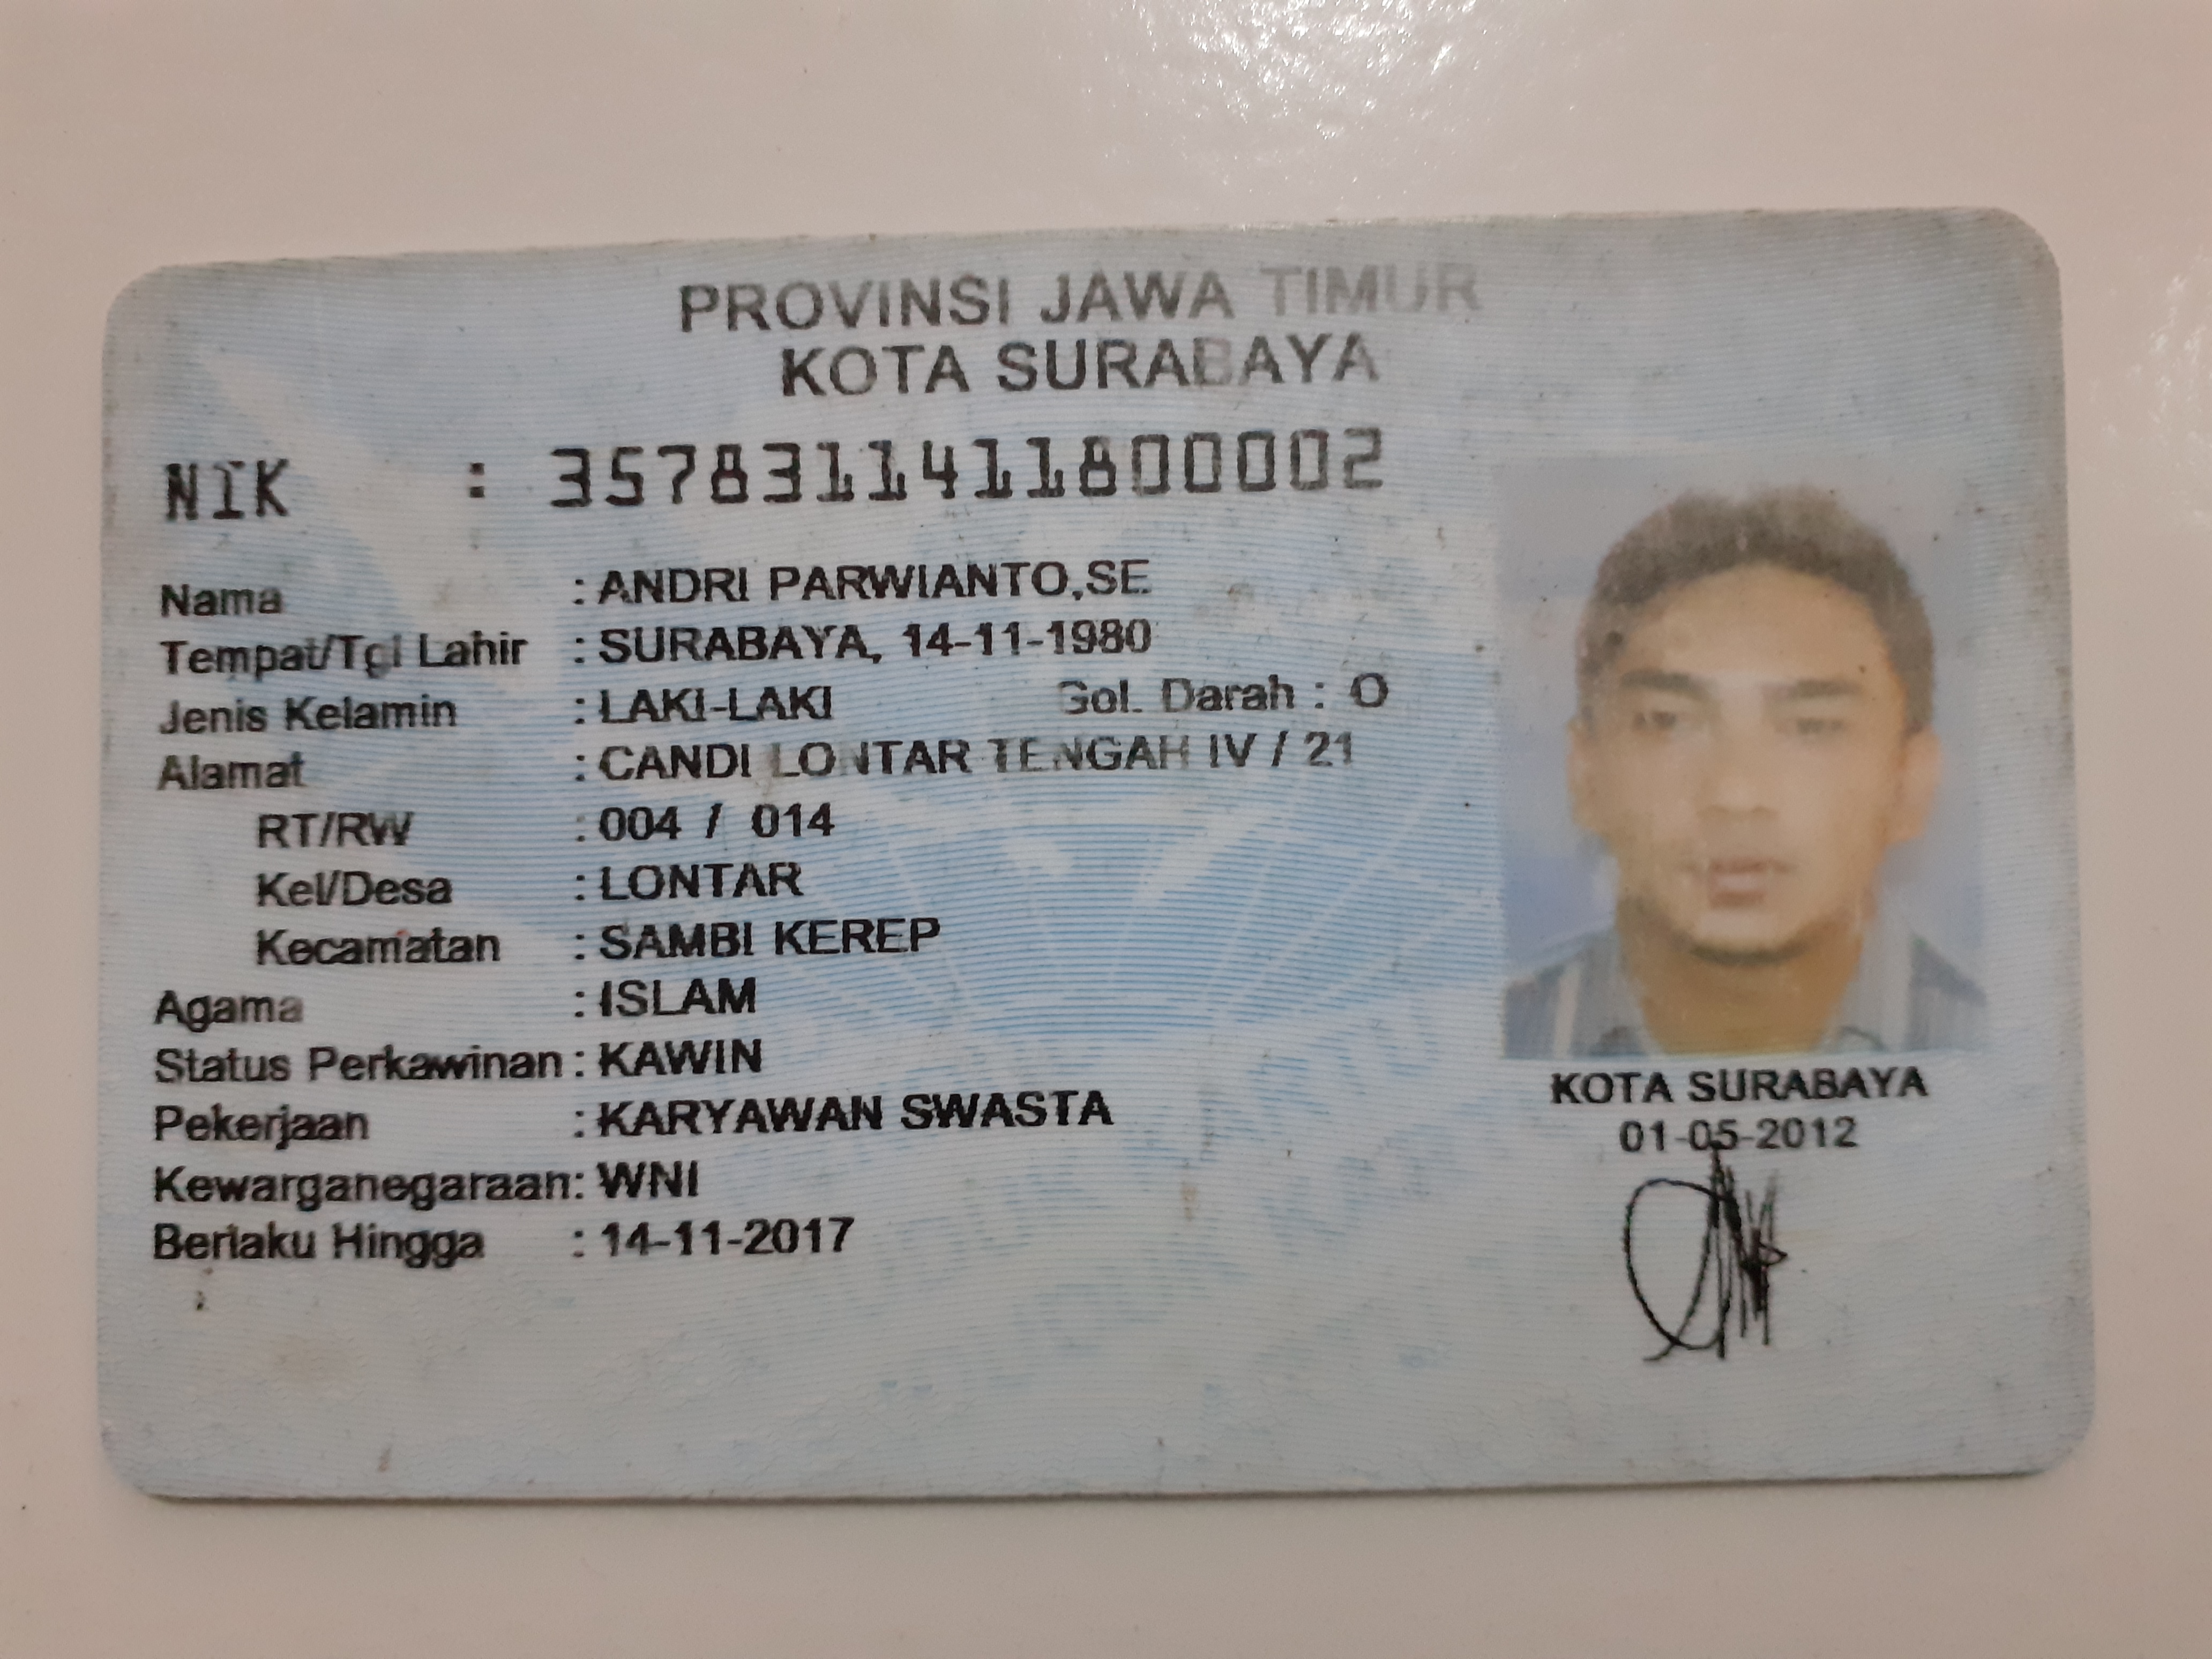 PROVINSI JAWA TIMUR
KOTA SURABAYA
NIK : 3578311411800002
Nama : ANDRI PARWIANTO,SE
Tempat/Tgl Lahir : SURABAYA, 14-11-1980
Jenis Kelamin : LAKI-LAKI Gol. Darah : O
Alamat : CANDI LONTAR TENGAH IV / 21
RT/RW : 004 / 014
Kel/Desa : LONTAR
Kecamatan : SAMBI KEREP
Agama : ISLAM
Status Perkawinan : KAWIN
Pekerjaan : KARYAWAN SWASTA
Kewarganegaraan: WNI
Berlaku Hingga : 14-11-2017
KOTA SURABAYA
01-05-2012